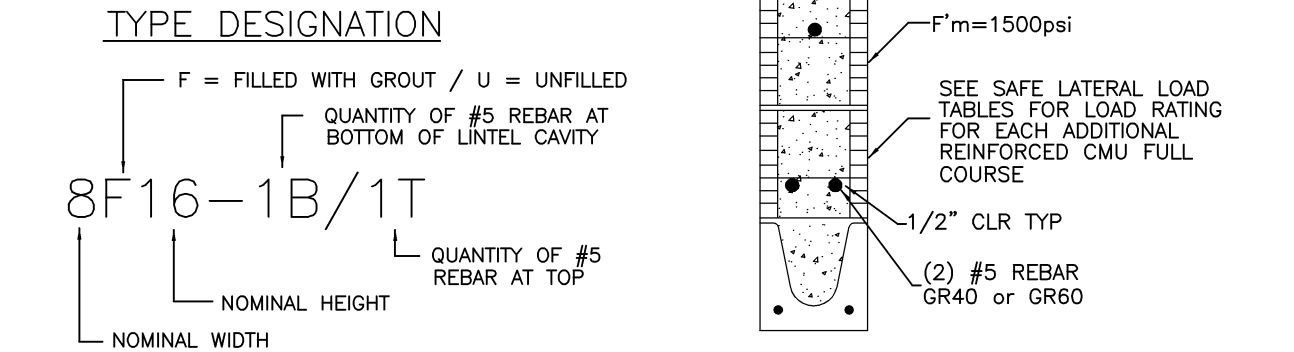 TYPE DESIGNATION
F = FILLED WITH GROUT / U = UNFILLED
QUANTITY OF #5 REBAR AT
BOTTOM OF LINTEL CAVITY
8F16-1B/1T
QUANTITY OF #5
REBAR AT TOP
NOMINAL HEIGHT
NOMINAL WIDTH
F'm=1500psi
SEE SAFE LATERAL LOAD
TABLES FOR LOAD RATING
FOR EACH ADDITIONAL
REINFORCED CMU FULL
COURSE
1/2" CLR TYP
(2) #5 REBAR
GR40 or GR60